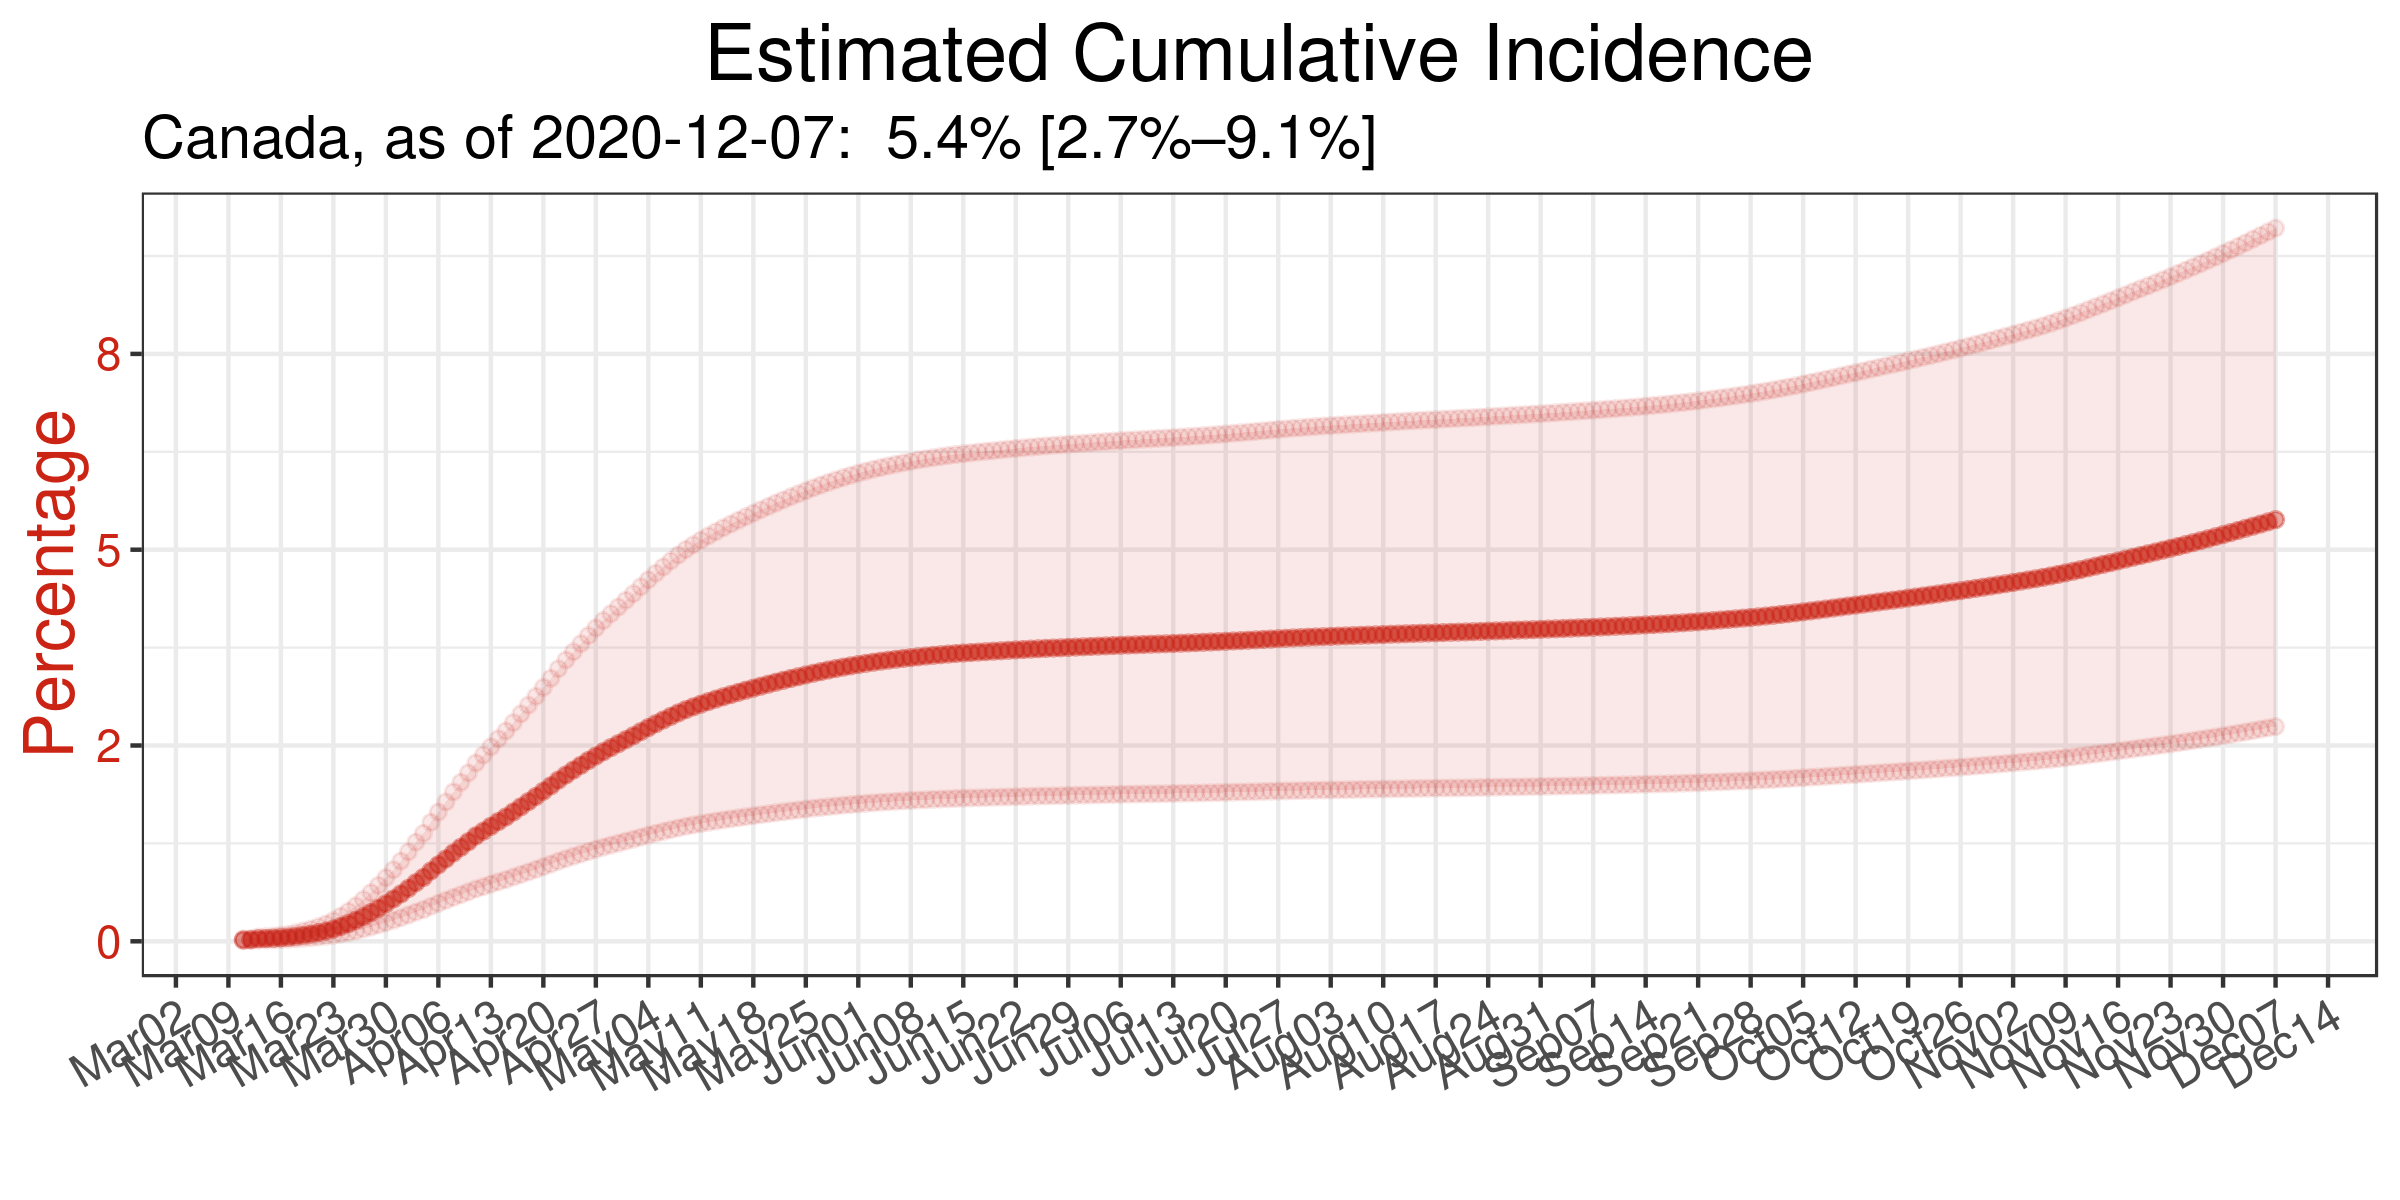 Estimated Cumulative Incidence
Canada, as of 2020-12-07:  5.4% [2.7%–9.1%]
Percentage
8
5
2
0
Mar02
Mar09
Mar16
Mar23
Mar30
Apr06
Apr13
Apr20
Apr27
May04
May11
May18
May25
Jun01
Jun08
Jun15
Jun22
Jun29
Jul06
Jul13
Jul20
Jul27
Aug03
Aug10
Aug17
Aug24
Aug31
Sep07
Sep14
Sep21
Sep28
Oct05
Oct12
Oct19
Oct26
Nov02
Nov09
Nov16
Nov23
Nov30
Dec07
Dec14